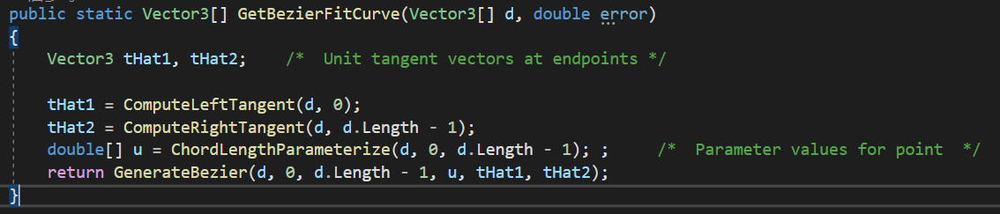 public static Vector3[] GetBezierFitCurve(Vector3[] d, double error)
{
Vector3 tHat1, tHat2;    /*  Unit tangent vectors at endpoints */
tHat1 = ComputeLeftTangent(d, 0);
tHat2 = ComputeRightTangent(d, d.Length - 1);
double[] u = ChordLengthParameterize(d, 0, d.Length - 1); ;     /*  Parameter values for point  */
return GenerateBezier(d, 0, d.Length - 1, u, tHat1, tHat2);
}